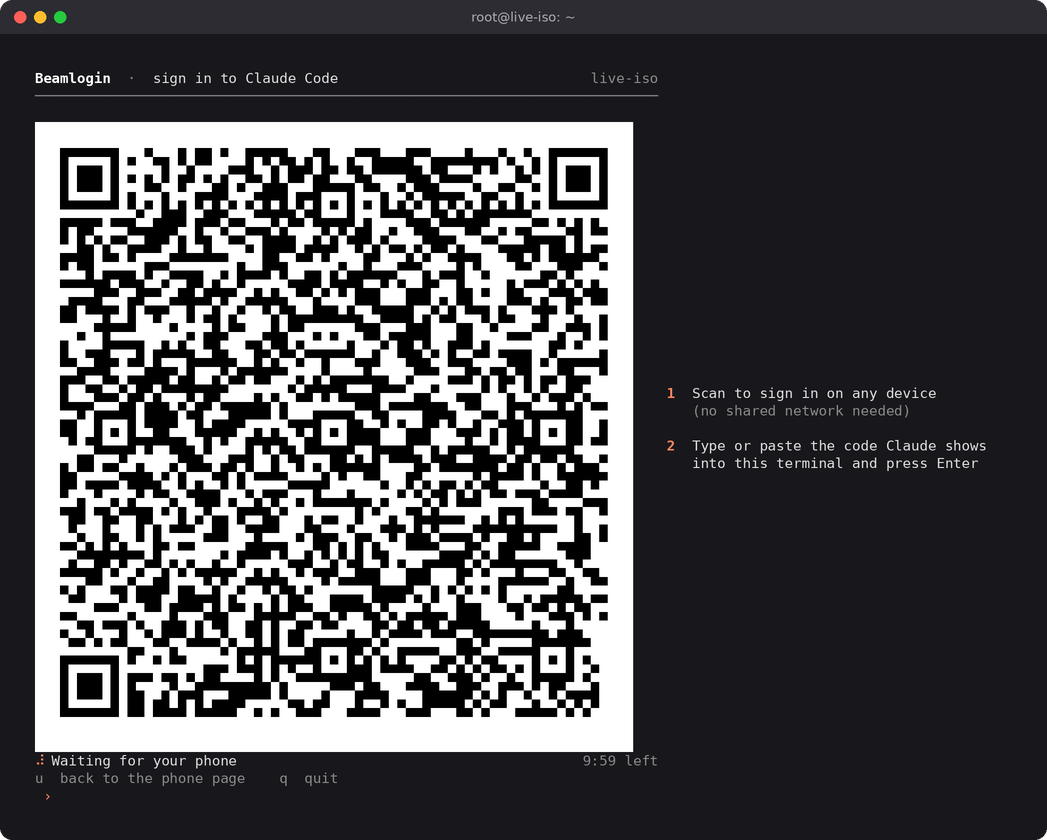 root@live-iso: ~
Beamlogin · sign in to Claude Code live-iso
1 Scan to sign in on any device
(no shared network needed)
2 Type or paste the code Claude shows
into this terminal and press Enter
Waiting for your phone 9:59 left
u back to the phone page q quit
›